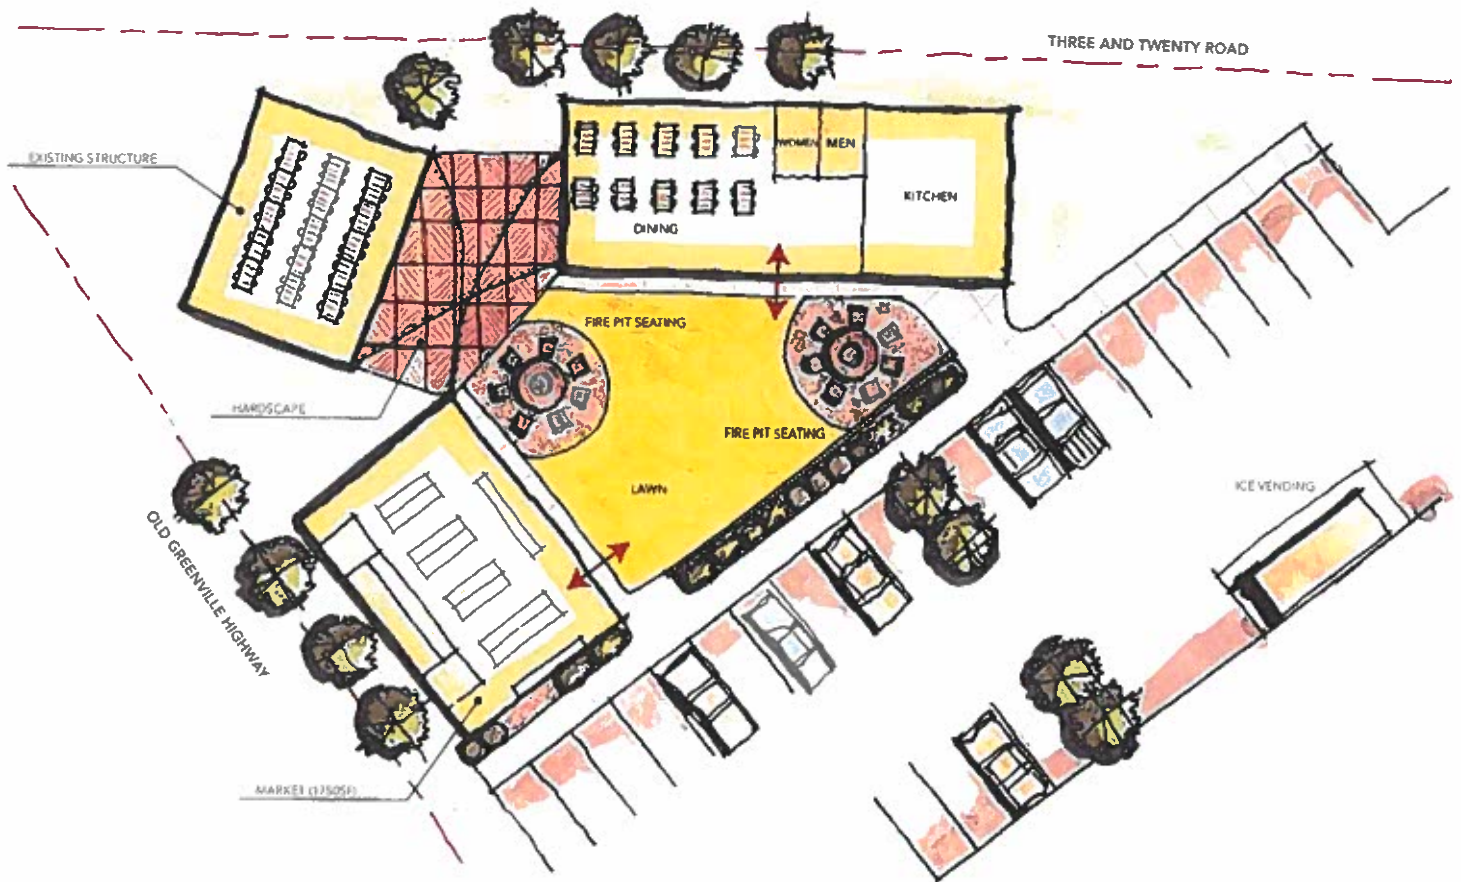 THREE AND TWENTY ROAD
EXISTING STRUCTURE
WOMEN
MEN
KITCHEN
DINING
FIRE PIT SEATING
HARDSCAPE
FIRE PIT SEATING
LAWN
ICE VENDING
OLD GREENVILLE HIGHWAY
MARKET (1750SF)